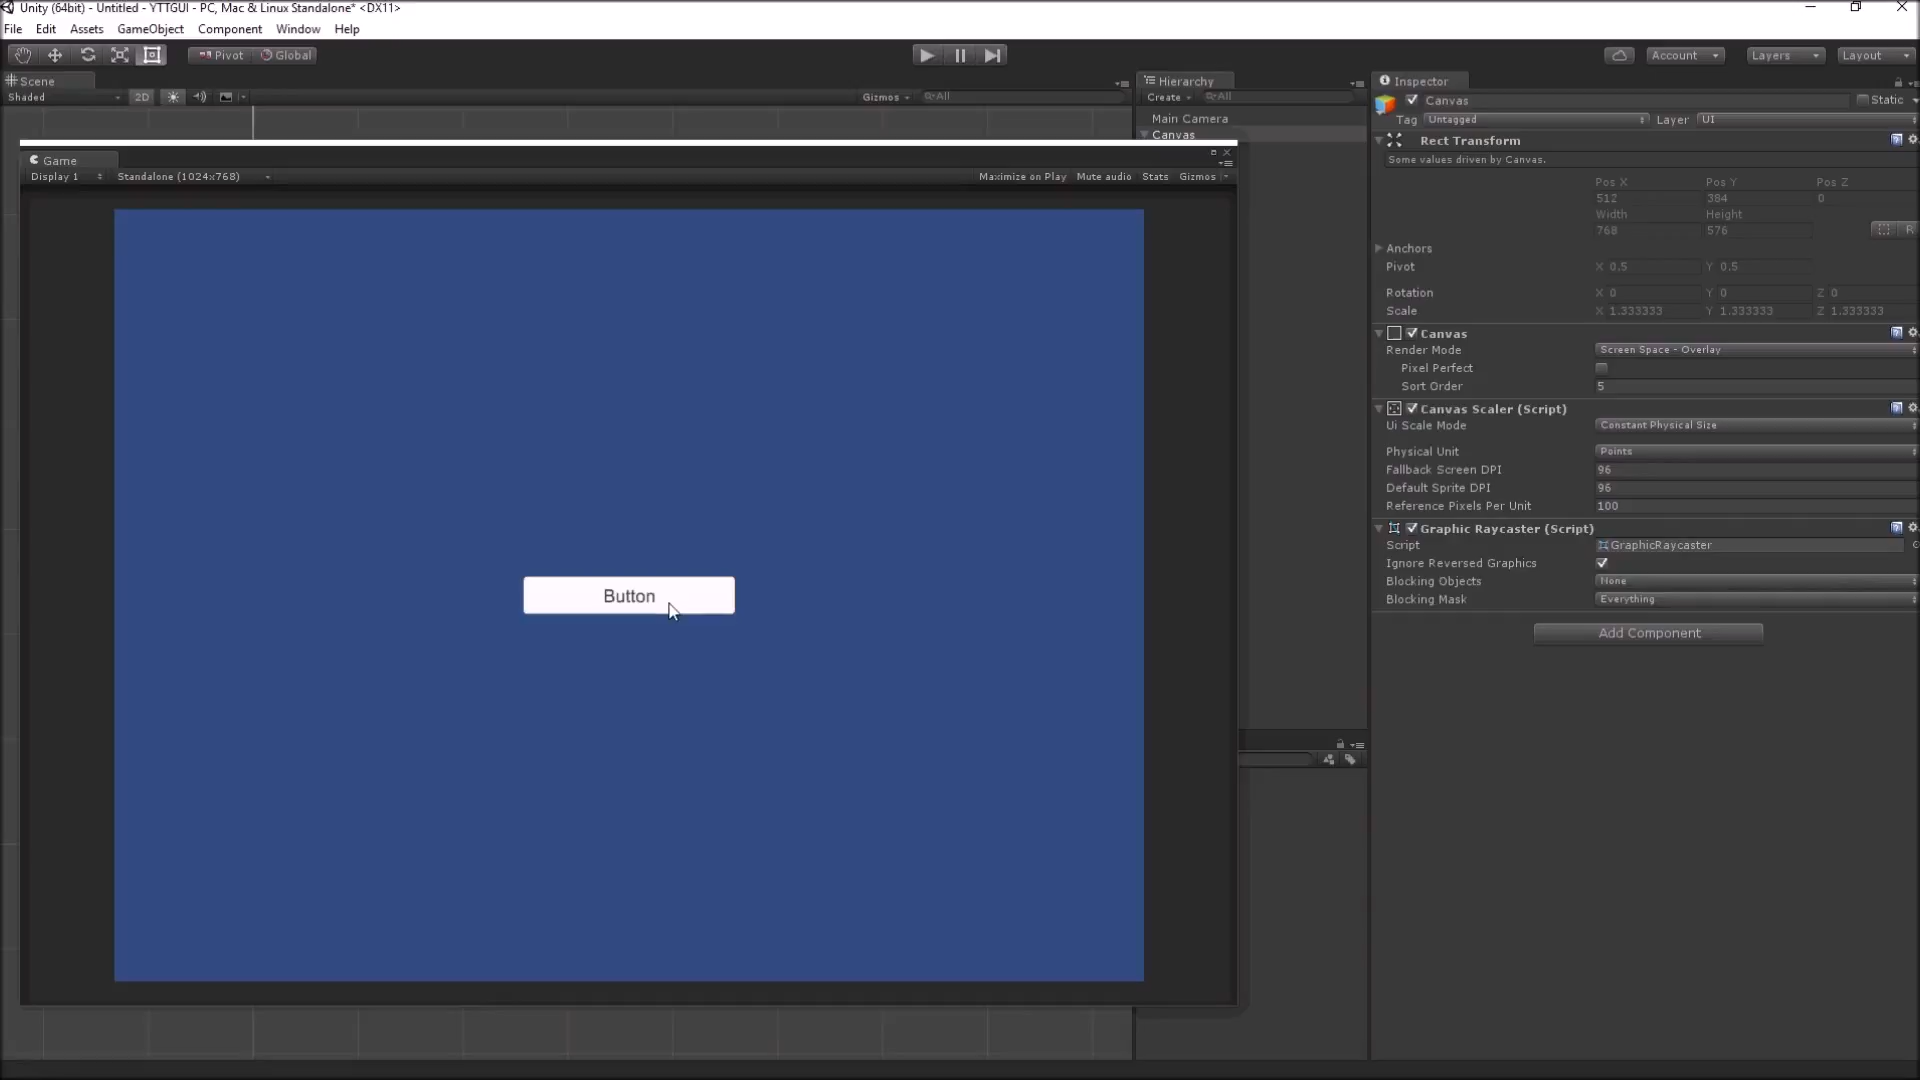 Unity (64bit) - Untitled - YTTGUI - PC, Mac & Linux Standalone* <DX11>
File Edit Assets GameObject Component Window Help
Pivot Global
Account Layers Layout
Scene
Shaded 2D Gizmos All
Hierarchy
Create All
Main Camera
Canvas
Game
Display 1 Standalone (1024x768) Maximize on Play Mute audio Stats Gizmos
Button
Inspector
Canvas Static
Tag Untagged Layer UI
Rect Transform
Some values driven by Canvas.
Pos X Pos Y Pos Z
512 384 0
Width Height
768 576
R
Anchors
Pivot X 0.5 Y 0.5
Rotation X 0 Y 0 Z 0
Scale X 1.333333 Y 1.333333 Z 1.333333
Canvas
Render Mode Screen Space - Overlay
Pixel Perfect
Sort Order 5
Canvas Scaler (Script)
Ui Scale Mode Constant Physical Size
Physical Unit Points
Fallback Screen DPI 96
Default Sprite DPI 96
Reference Pixels Per Unit 100
Graphic Raycaster (Script)
Script GraphicRaycaster
Ignore Reversed Graphics
Blocking Objects None
Blocking Mask Everything
Add Component